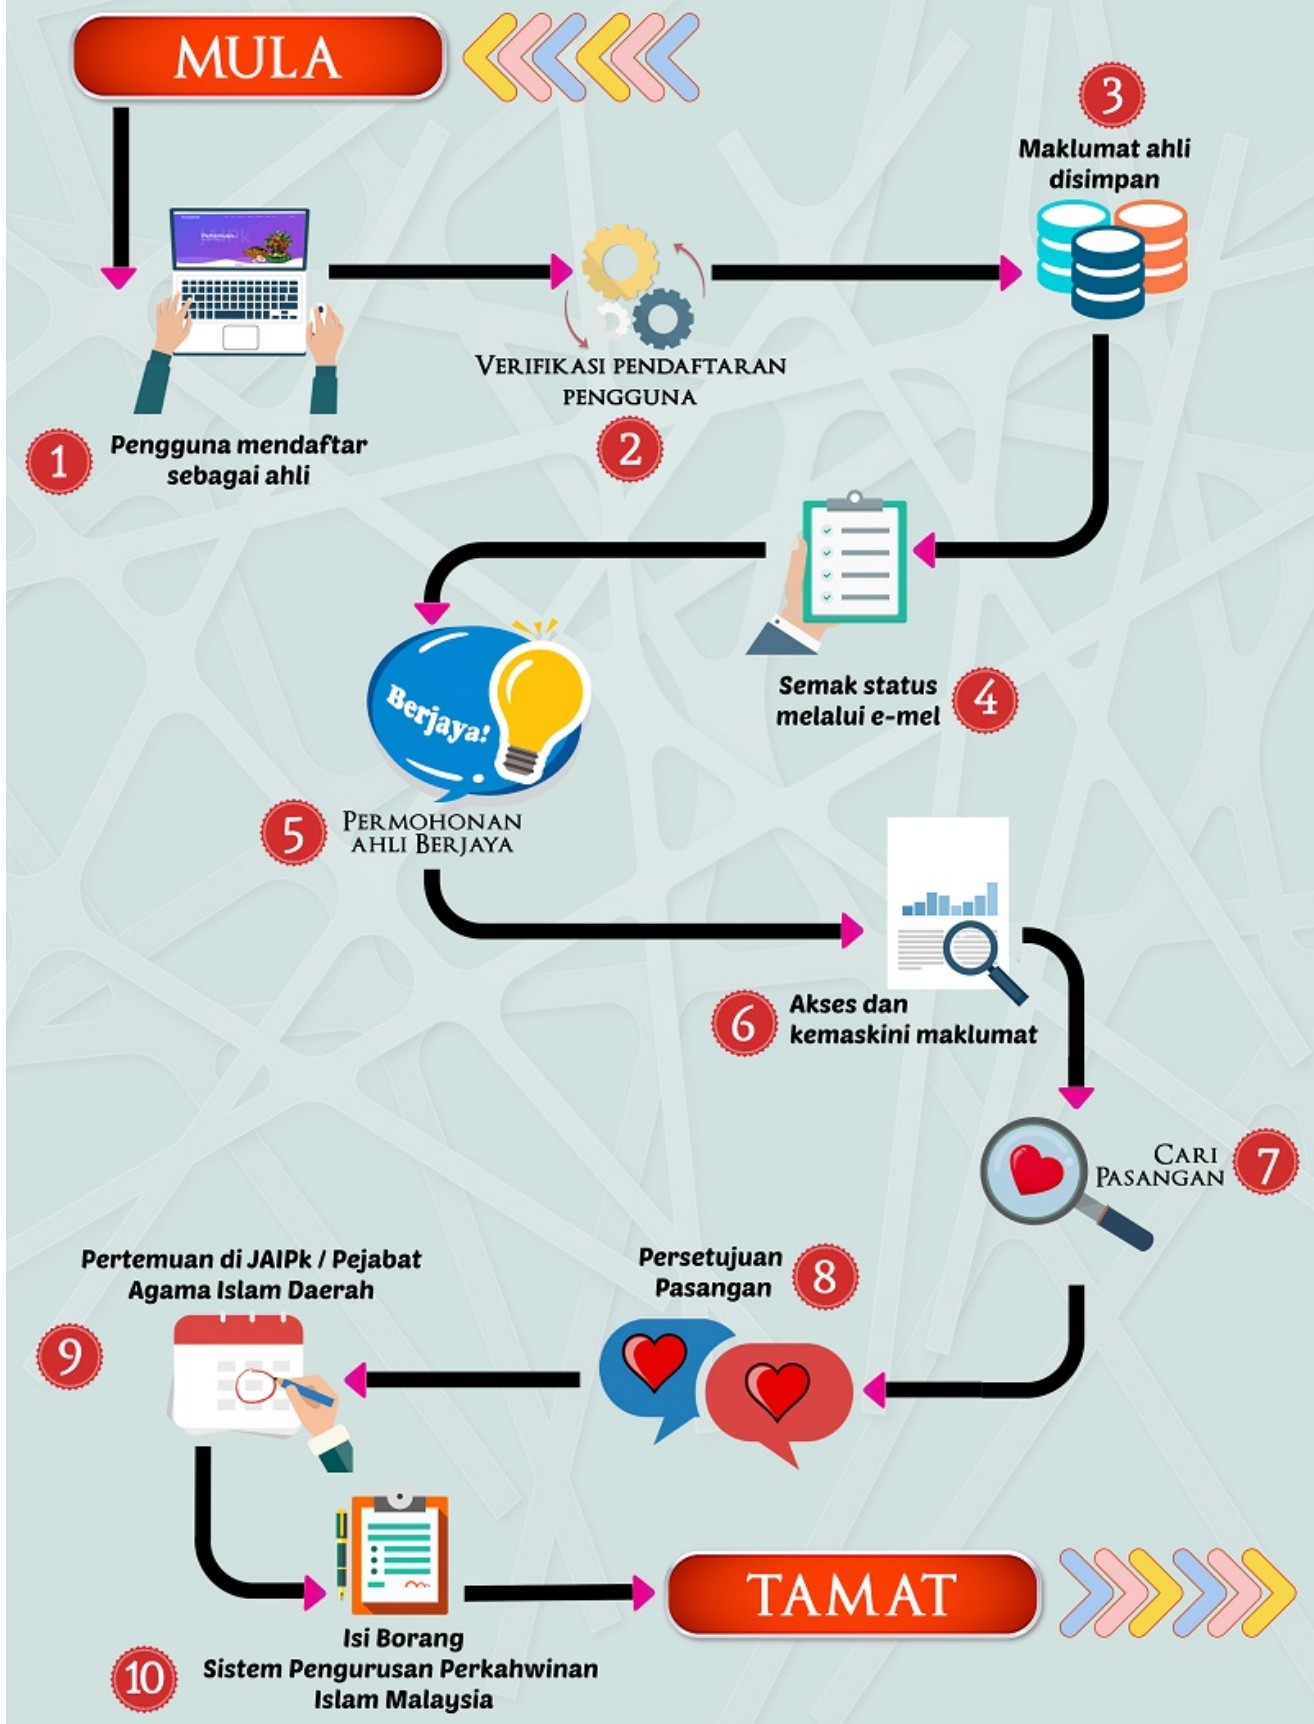 MULA
3
Maklumat ahli
disimpan
VERIFIKASI PENDAFTARAN
PENGGUNA
2
1
Pengguna mendaftar
sebagai ahli
Semak status
melalui e-mel
4
Berjaya!
5
PERMOHONAN
AHLI BERJAYA
6
Akses dan
kemaskini maklumat
CARI
PASANGAN
7
Persetujuan
Pasangan
8
Pertemuan di JAIPk / Pejabat
Agama Islam Daerah
9
TAMAT
10
Isi Borang
Sistem Pengurusan Perkahwinan
Islam Malaysia